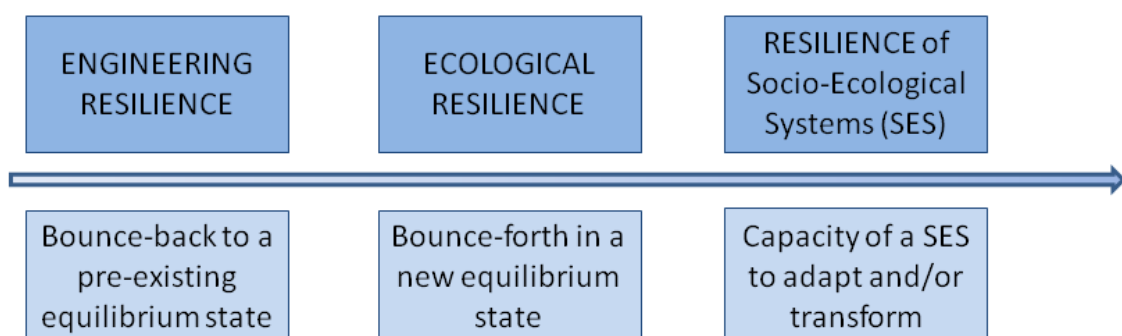 ENGINEERING
RESILIENCE
ECOLOGICAL
RESILIENCE
RESILIENCE of
Socio-Ecological
Systems (SES)
Bounce-back to a
pre-existing
equilibrium state
Bounce-forth in a
new equilibrium
state
Capacity of a SES
to adapt and/or
transform